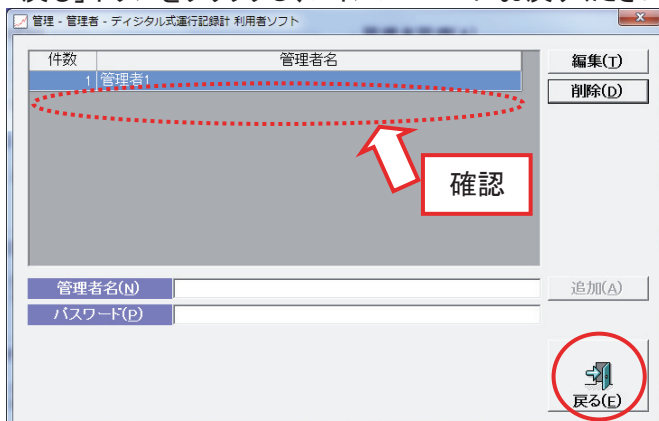 管理 - 管理者 - ディジタル式運行記録計 利用者ソフト
件数 管理者名
1 管理者1
編集(T)
削除(D)
確認
管理者名(N)
追加(A)
パスワード(P)
戻る(E)